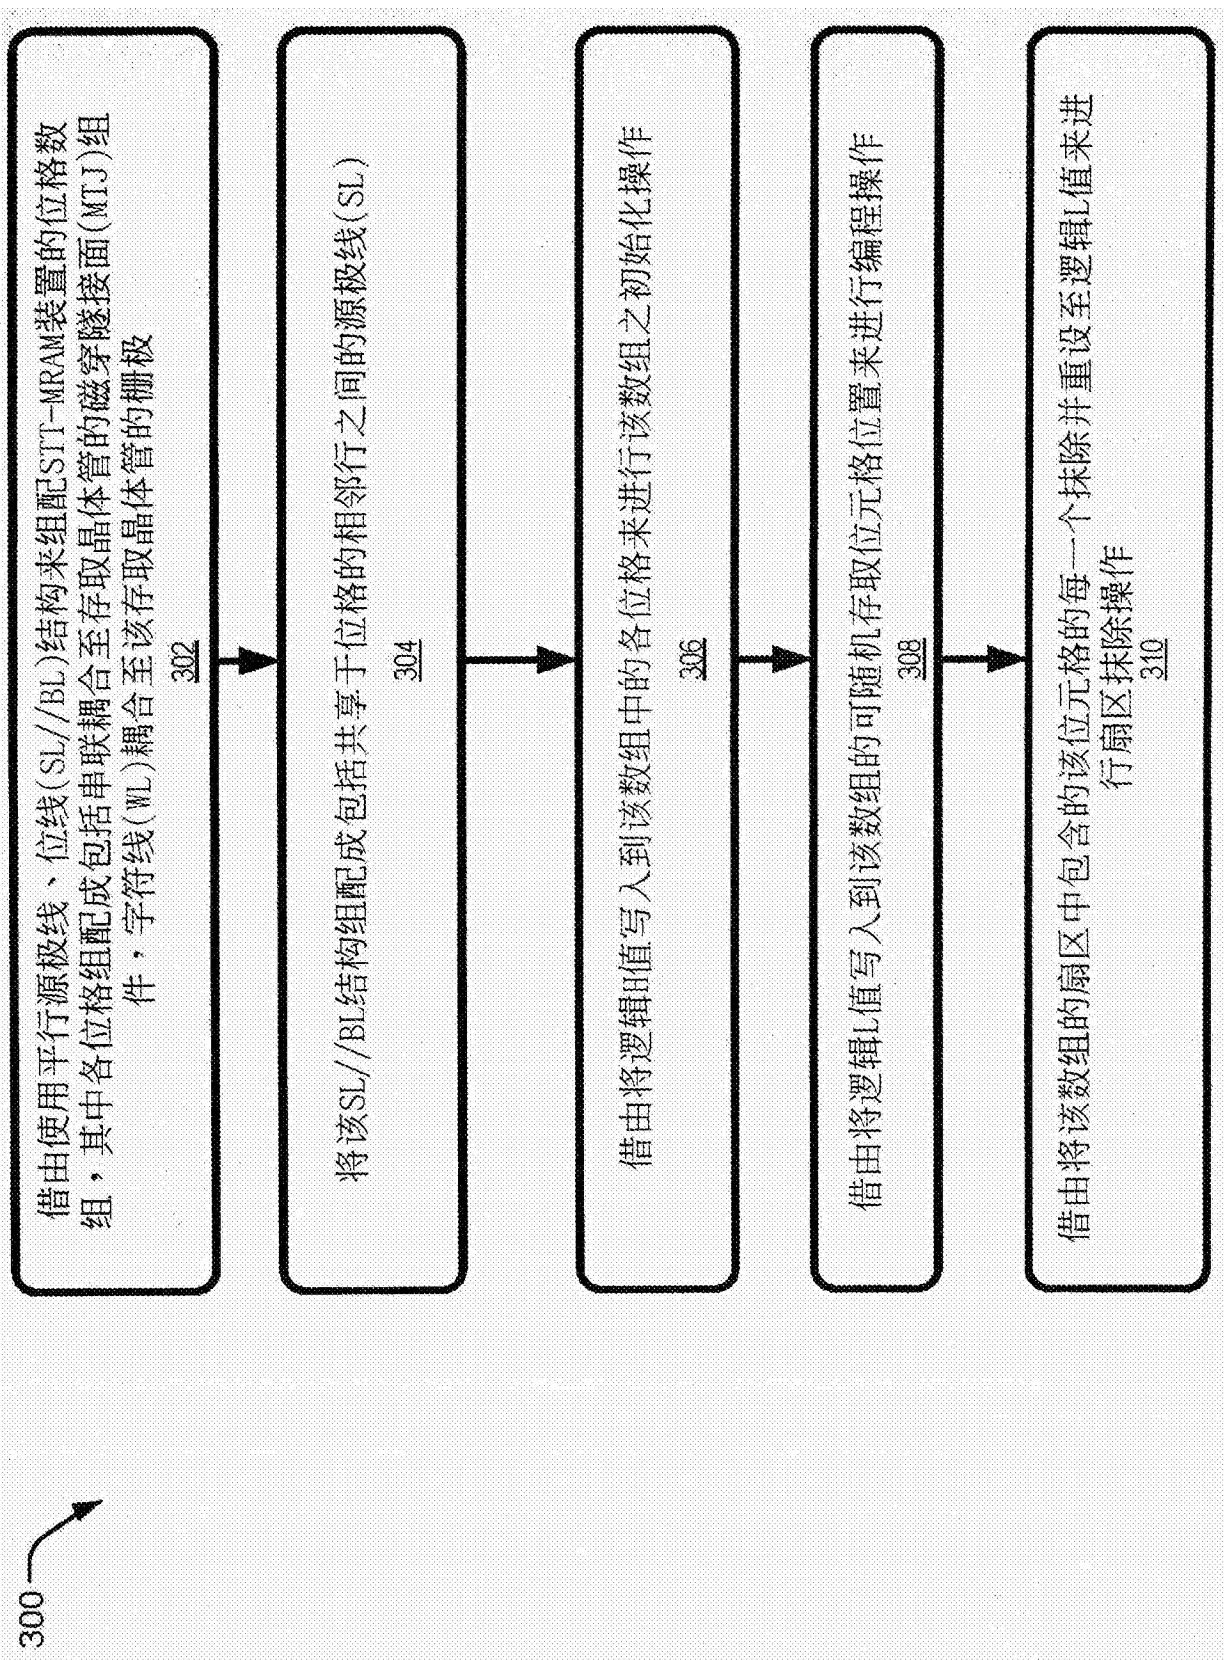 300
借由使用平行源极线、位线(SL//BL)结构来组配STT-MRAM装置的位格数
组，其中各位格组配成包括串联耦合至存取晶体管的磁穿隧接面(MTJ)组
件，字符线(WL)耦合至该存取晶体管的栅极
302
将该SL//BL结构组配成包括共享于位格的相邻行之间的源极线(SL)
304
借由将逻辑H值写入到该数组中的各位格来进行该数组之初始化操作
306
借由将逻辑L值写入到该数组的可随机存取位元格位置来进行编程操作
308
借由将该数组的扇区中包含的该位元格的每一个抹除并重设至逻辑L值来进
行扇区抹除操作
310